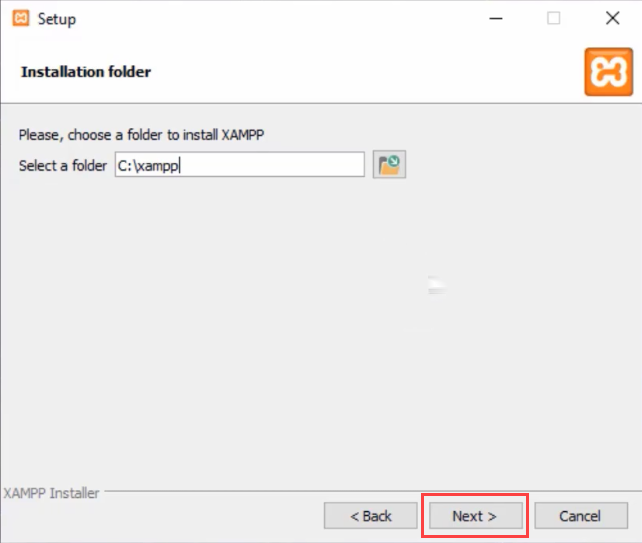 Setup
Installation folder
Please, choose a folder to install XAMPP
Select a folder C:\xampp
XAMPP Installer
< Back Next > Cancel